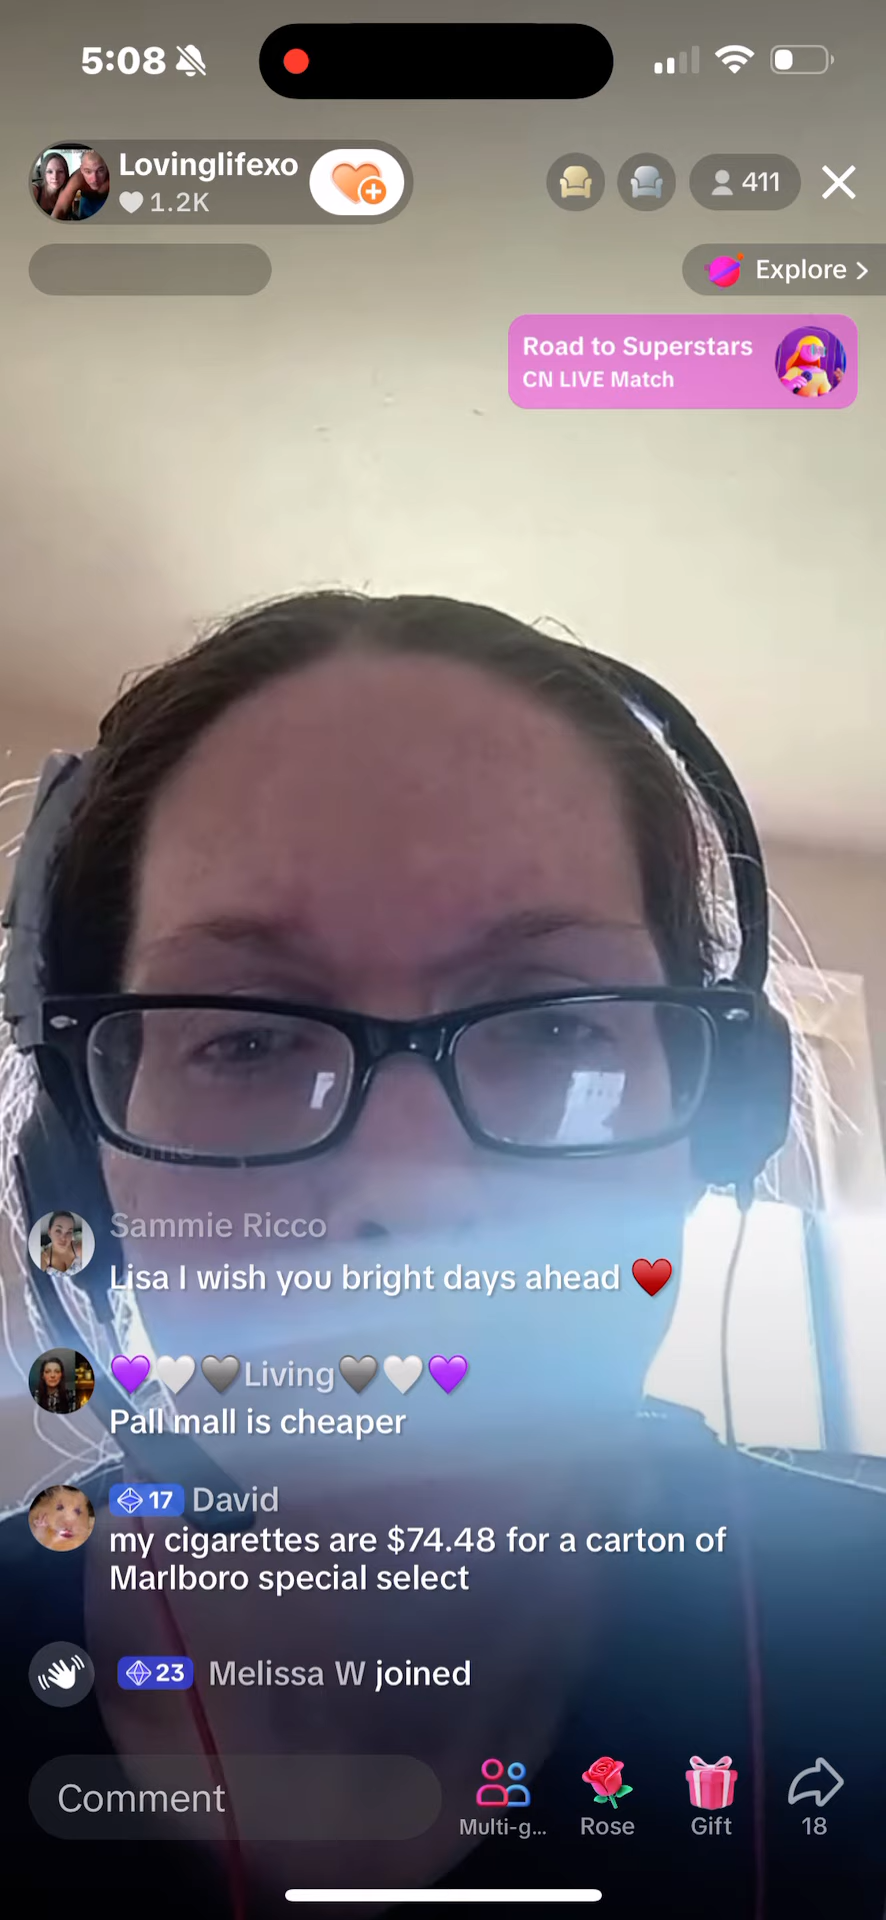 5:08
Lovinglifexo
1.2K
411
Explore >
Road to Superstars
CN LIVE Match
Sammie Ricco
Lisa I wish you bright days ahead ♥️
💜🤍🩶Living🩶🤍💜
Pall mall is cheaper
17 David
my cigarettes are $74.48 for a carton of
Marlboro special select
23 Melissa W joined
Comment
Multi-g...
Rose
Gift
18